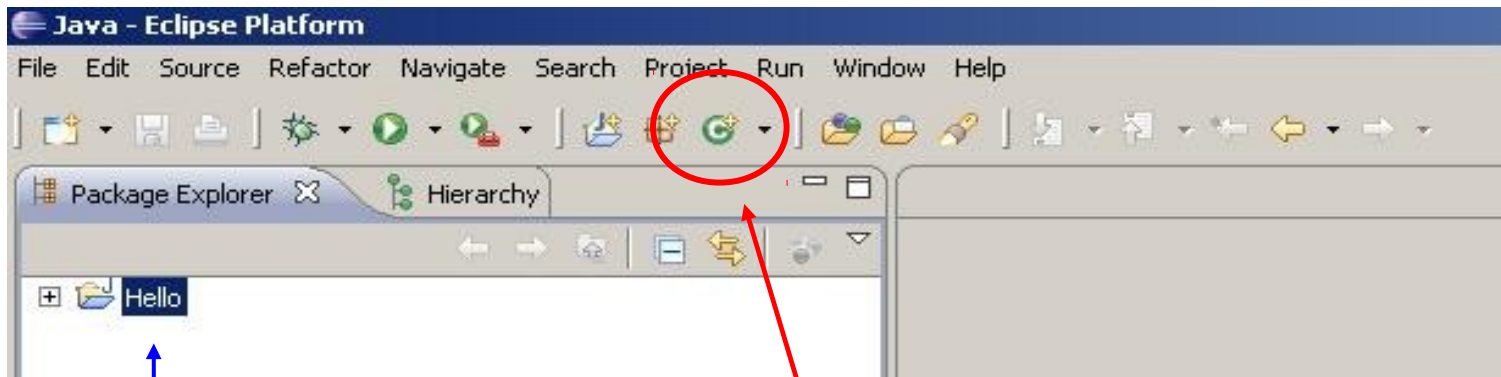 Java - Eclipse Platform
File Edit Source Refactor Navigate Search Project Run Window Help
Package Explorer Hierarchy
Hello